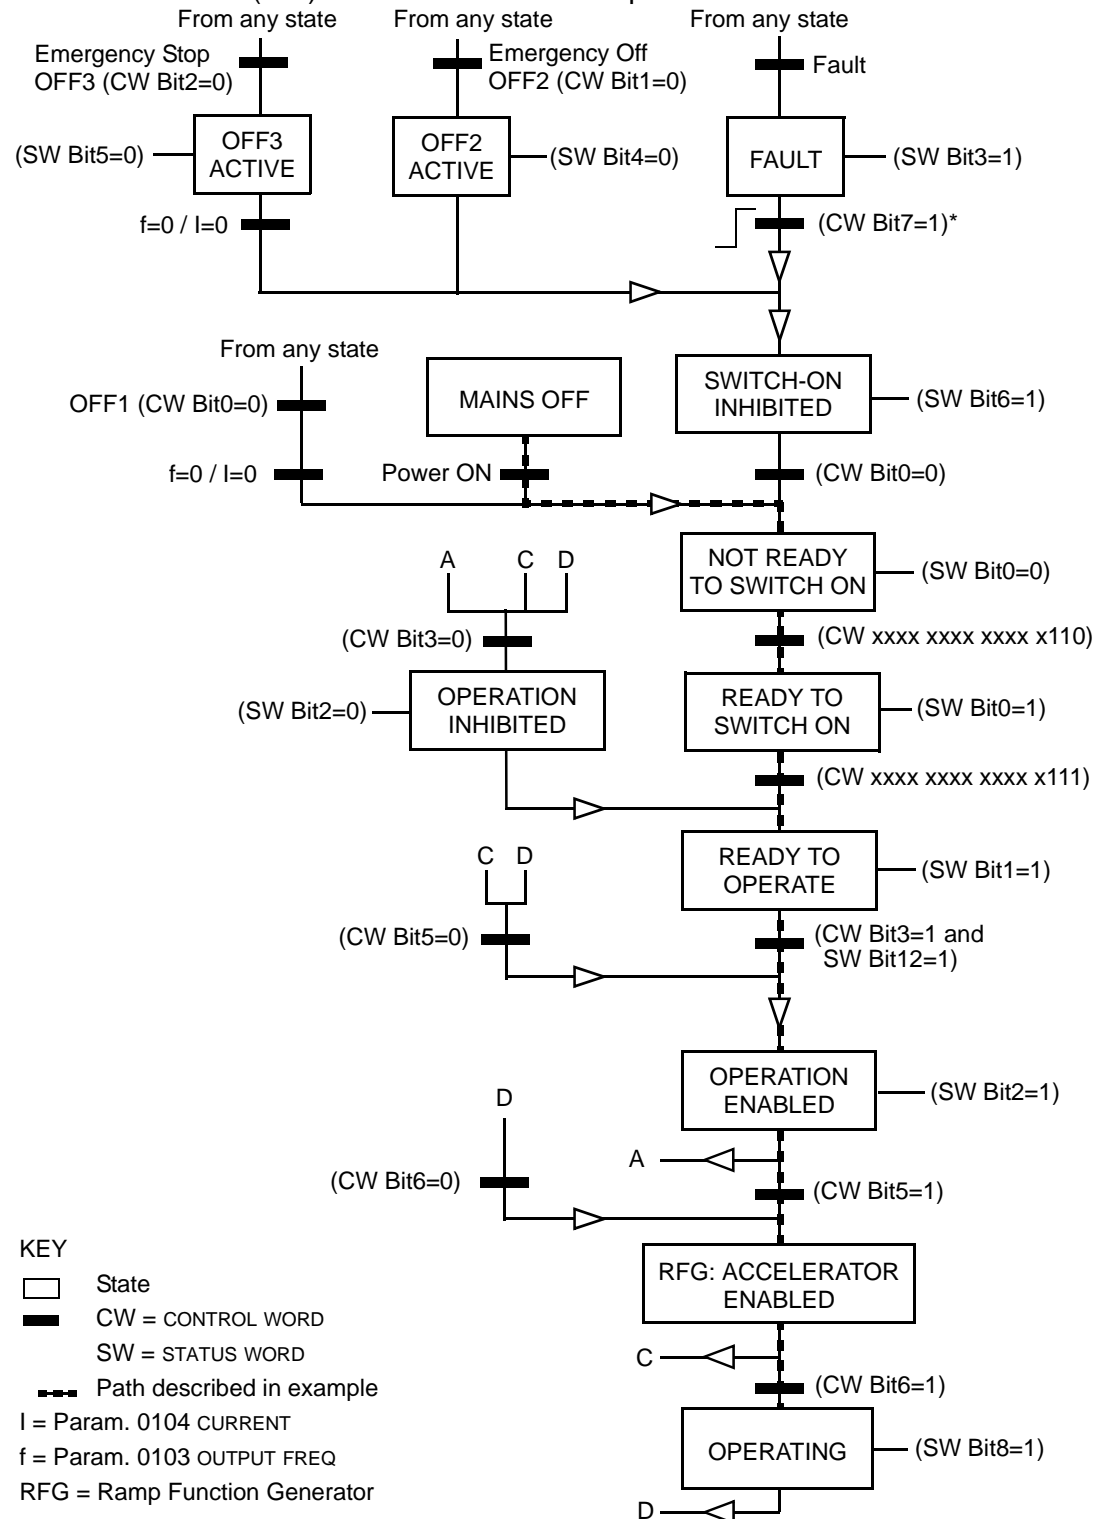 From any state
From any state
From any state
Emergency Stop
OFF3 (CW Bit2=0)
Emergency Off
OFF2 (CW Bit1=0)
Fault
(SW Bit5=0)
OFF3
ACTIVE
OFF2
ACTIVE
(SW Bit4=0)
FAULT
(SW Bit3=1)
f=0 / I=0
(CW Bit7=1)*
From any state
OFF1 (CW Bit0=0)
MAINS OFF
SWITCH-ON
INHIBITED
(SW Bit6=1)
f=0 / I=0
Power ON
(CW Bit0=0)
NOT READY
TO SWITCH ON
(SW Bit0=0)
A
C
D
(CW Bit3=0)
(CW xxxx xxxx xxxx x110)
(SW Bit2=0)
OPERATION
INHIBITED
READY TO
SWITCH ON
(SW Bit0=1)
(CW xxxx xxxx xxxx x111)
C
D
READY TO
OPERATE
(SW Bit1=1)
(CW Bit5=0)
(CW Bit3=1 and
SW Bit12=1)
OPERATION
ENABLED
(SW Bit2=1)
D
A
(CW Bit6=0)
(CW Bit5=1)
RFG: ACCELERATOR
ENABLED
C
(CW Bit6=1)
OPERATING
(SW Bit8=1)
D
KEY
State
CW = CONTROL WORD
SW = STATUS WORD
Path described in example
I = Param. 0104 CURRENT
f = Param. 0103 OUTPUT FREQ
RFG = Ramp Function Generator